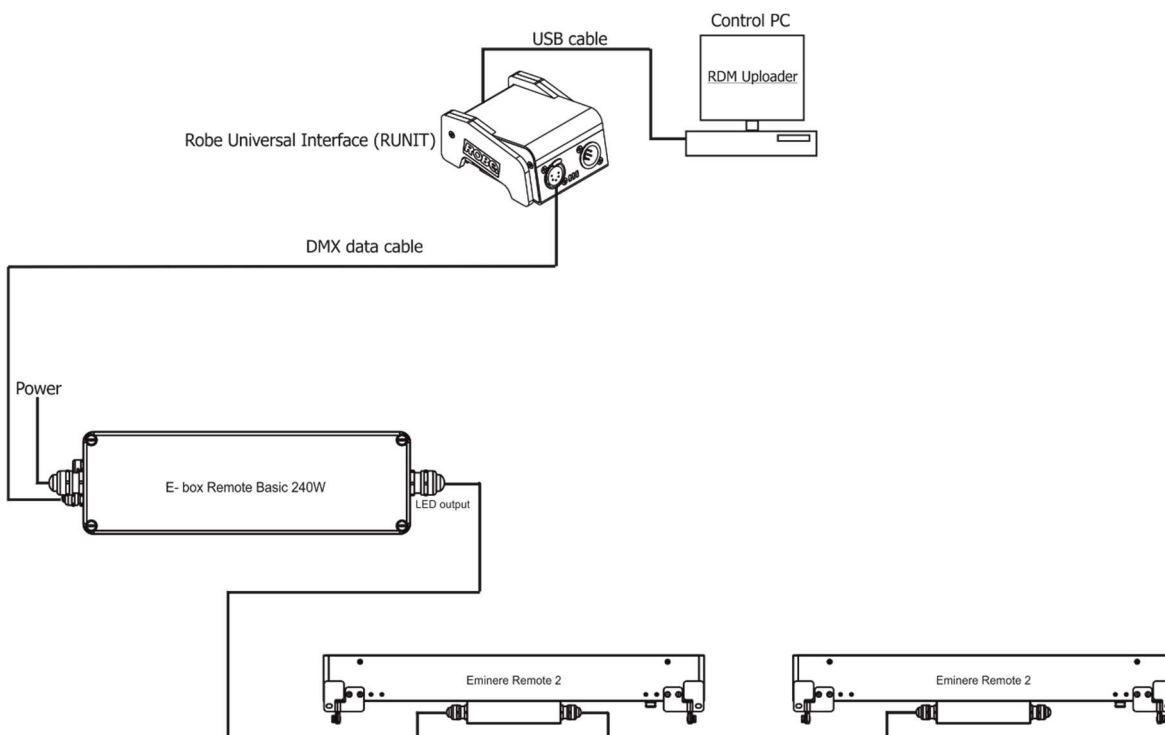 Control PC
USB cable
RDM Uploader
Robe Universal Interface (RUNIT)
ROBE
DMX data cable
Power
E- box Remote Basic 240W
LED output
Eminere Remote 2
Eminere Remote 2